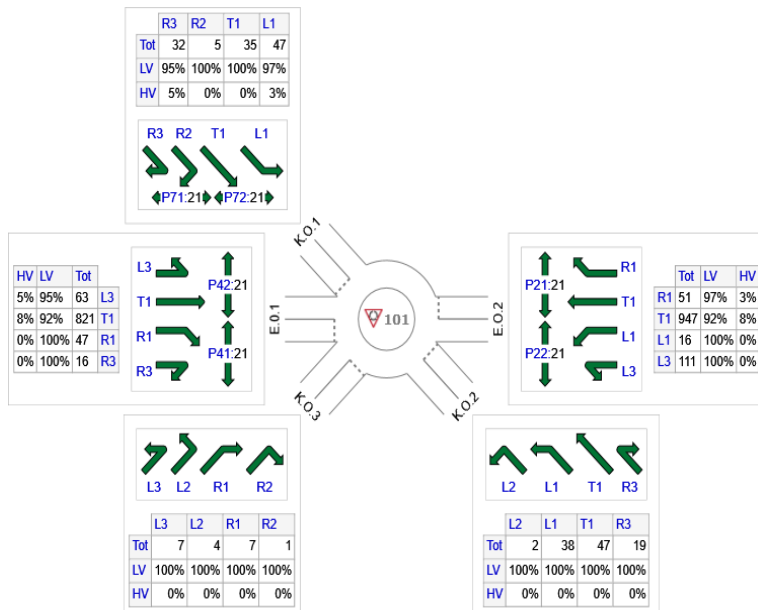 R3 R2 T1 L1
Tot 32 5 35 47
LV 95% 100% 100% 97%
HV 5% 0% 0% 3%
R3 R2 T1 L1
P71:21 P72:21
K.O.1
HV LV Tot
5% 95% 63 L3
8% 92% 821 T1
0% 100% 47 R1
0% 100% 16 R3
L3
T1
R1
R3
P42:21
P41:21
E.0.1
101
E.O.2
P21:21
P22:21
R1
T1
L1
L3
Tot LV HV
R1 51 97% 3%
T1 947 92% 8%
L1 16 100% 0%
L3 111 100% 0%
K.O.3
K.O.2
L3 L2 R1 R2
L3 L2 R1 R2
Tot 7 4 7 1
LV 100% 100% 100% 100%
HV 0% 0% 0% 0%
L2 L1 T1 R3
L2 L1 T1 R3
Tot 2 38 47 19
LV 100% 100% 100% 100%
HV 0% 0% 0% 0%